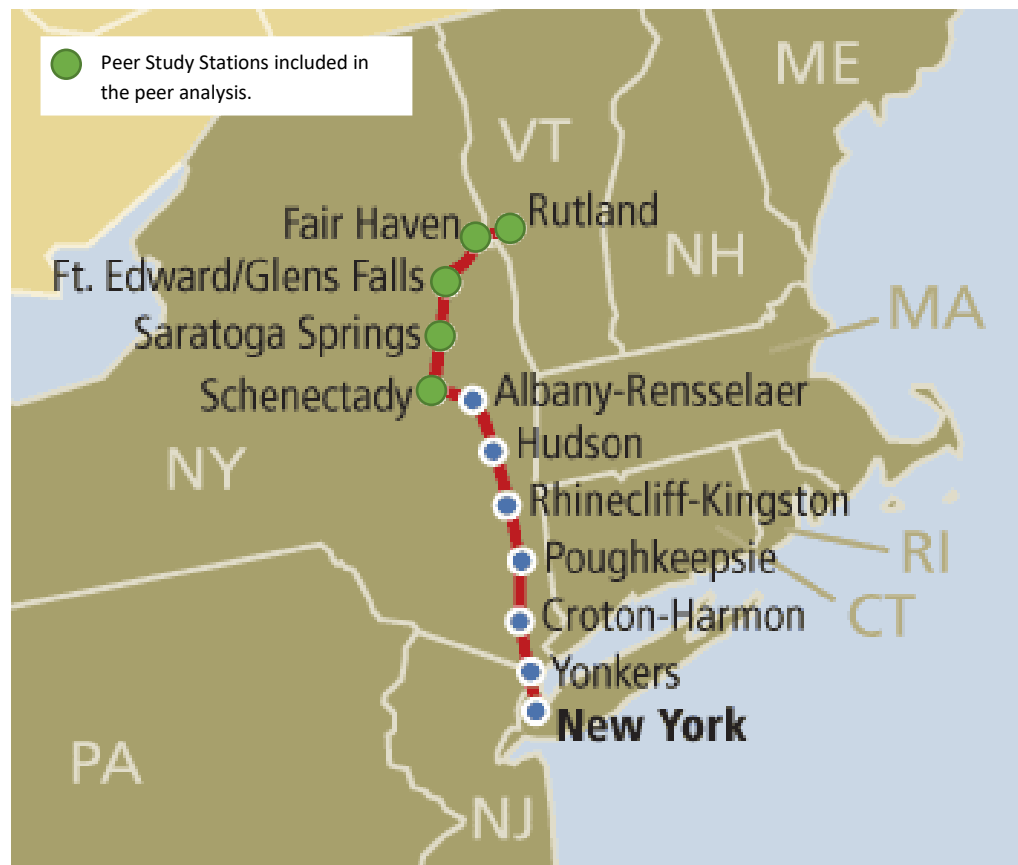 Peer Study Stations included in
the peer analysis.
ME
VT
Rutland
Fair Haven
NH
Ft. Edward/Glens Falls
MA
Saratoga Springs
Albany-Rensselaer
Schenectady
Hudson
NY
Rhinecliff-Kingston
RI
Poughkeepsie
CT
Croton-Harmon
Yonkers
New York
PA
NJ